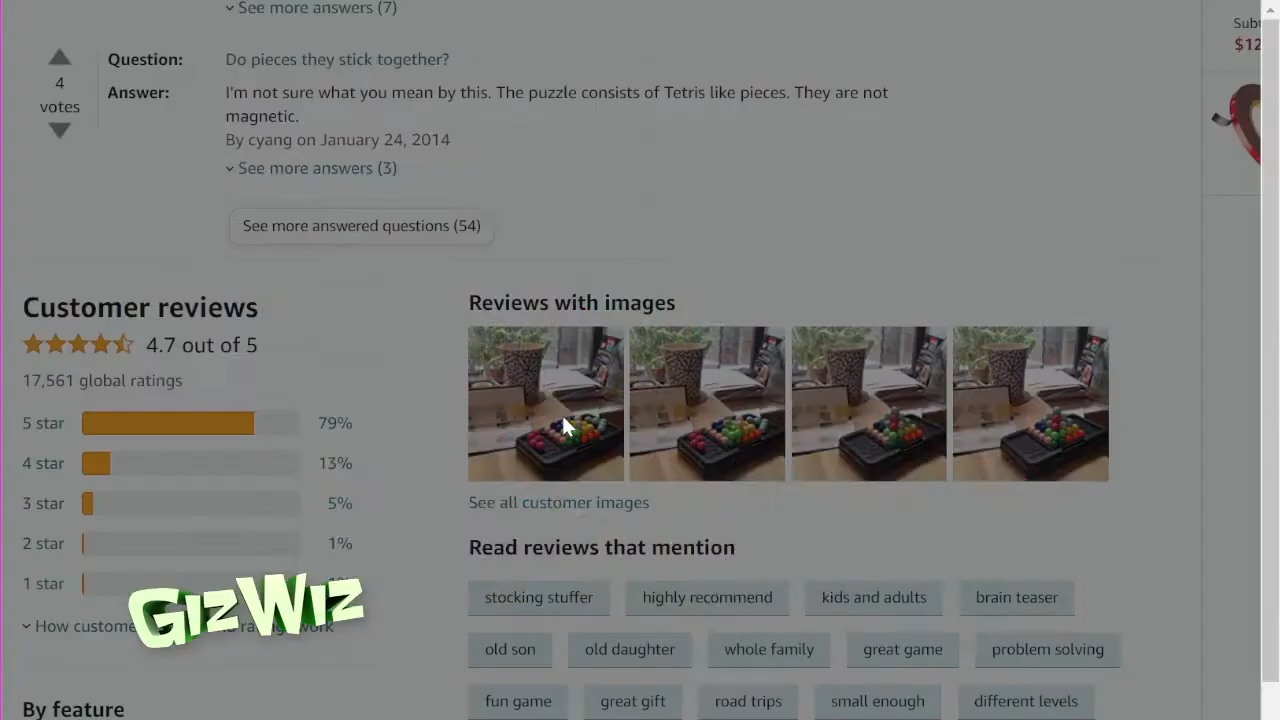 See more answers (7)
4
votes
Question:
Do pieces they stick together?
Answer:
I'm not sure what you mean by this. The puzzle consists of Tetris like pieces. They are not
magnetic.
By cyang on January 24, 2014
See more answers (3)
See more answered questions (54)
$12
Customer reviews
4.7 out of 5
17,561 global ratings
5 star 79%
4 star 13%
3 star 5%
2 star 1%
1 star
How
By feature
GizWiz
Reviews with images
See all customer images
Read reviews that mention
stocking stuffer highly recommend kids and adults brain teaser
old son old daughter whole family great game problem solving
fun game great gift road trips small enough different levels